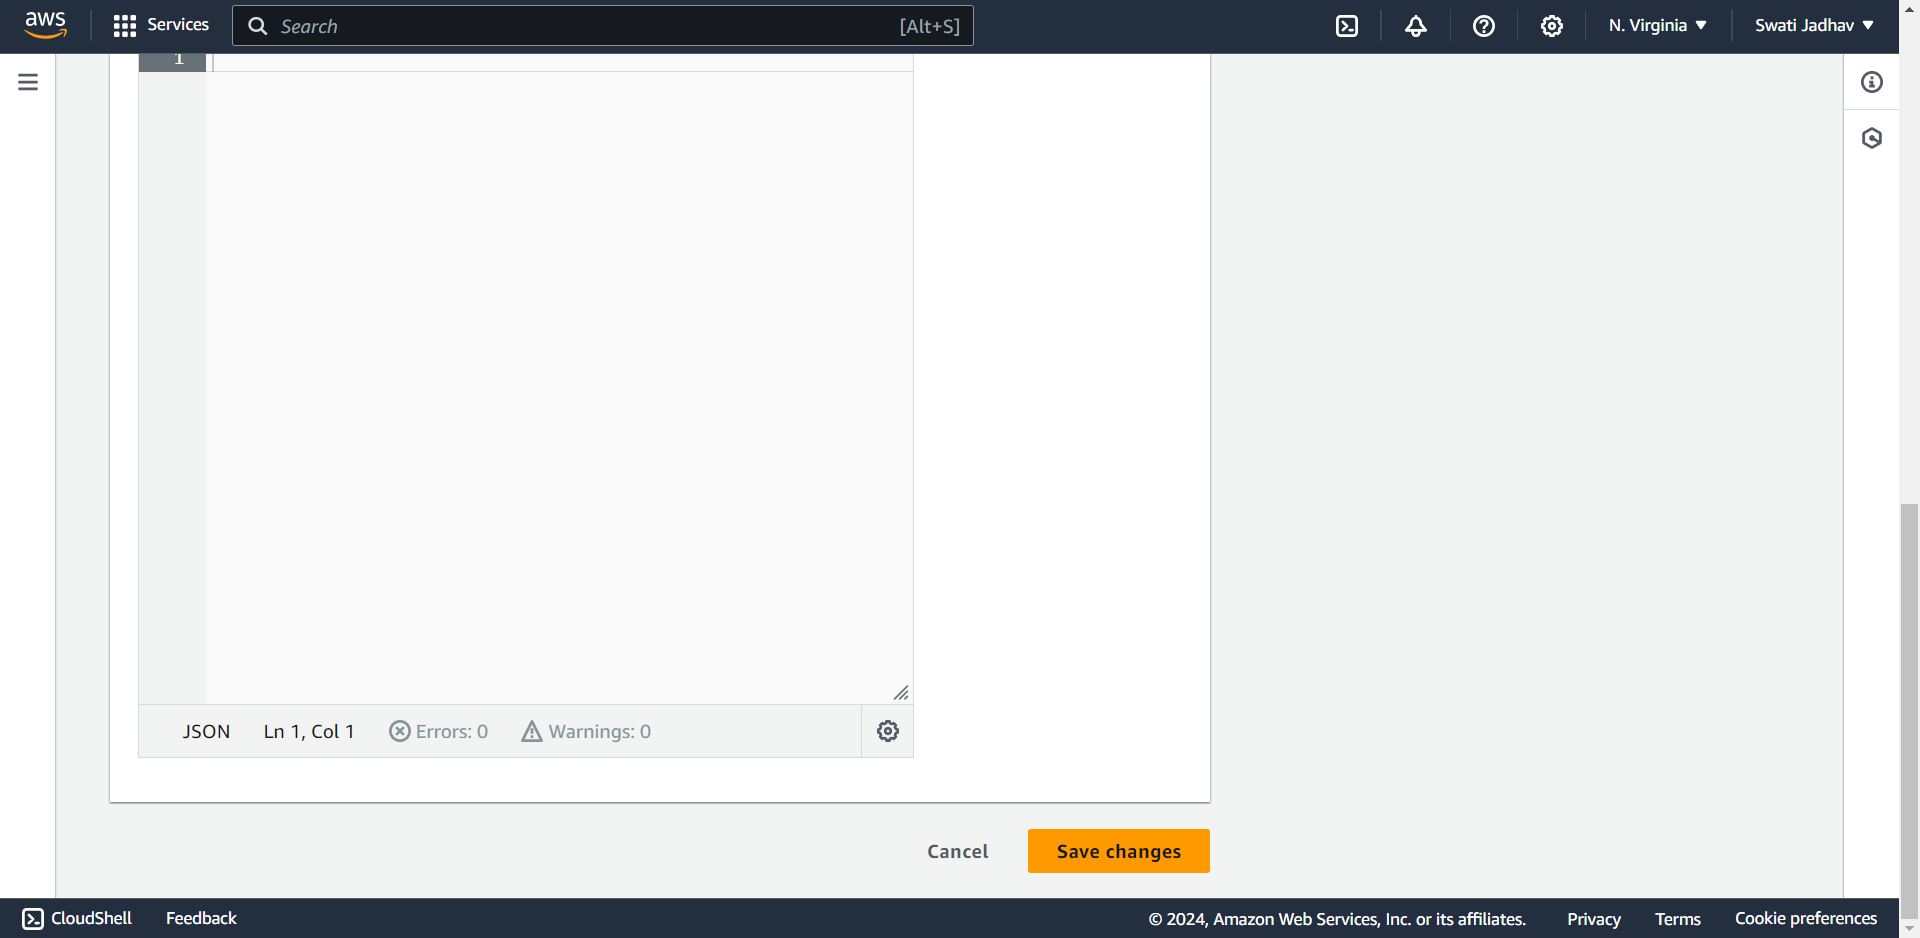 aws
Services
Search
[Alt+S]
N. Virginia
Swati Jadhav
1
JSON
Ln 1, Col 1
Errors: 0
Warnings: 0
Cancel
Save changes
CloudShell
Feedback
© 2024, Amazon Web Services, Inc. or its affiliates.
Privacy
Terms
Cookie preferences